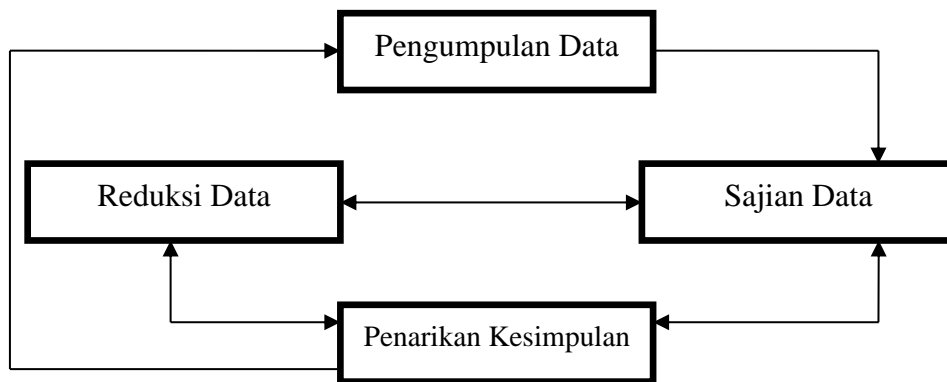 Pengumpulan Data
Reduksi Data
Sajian Data
Penarikan Kesimpulan